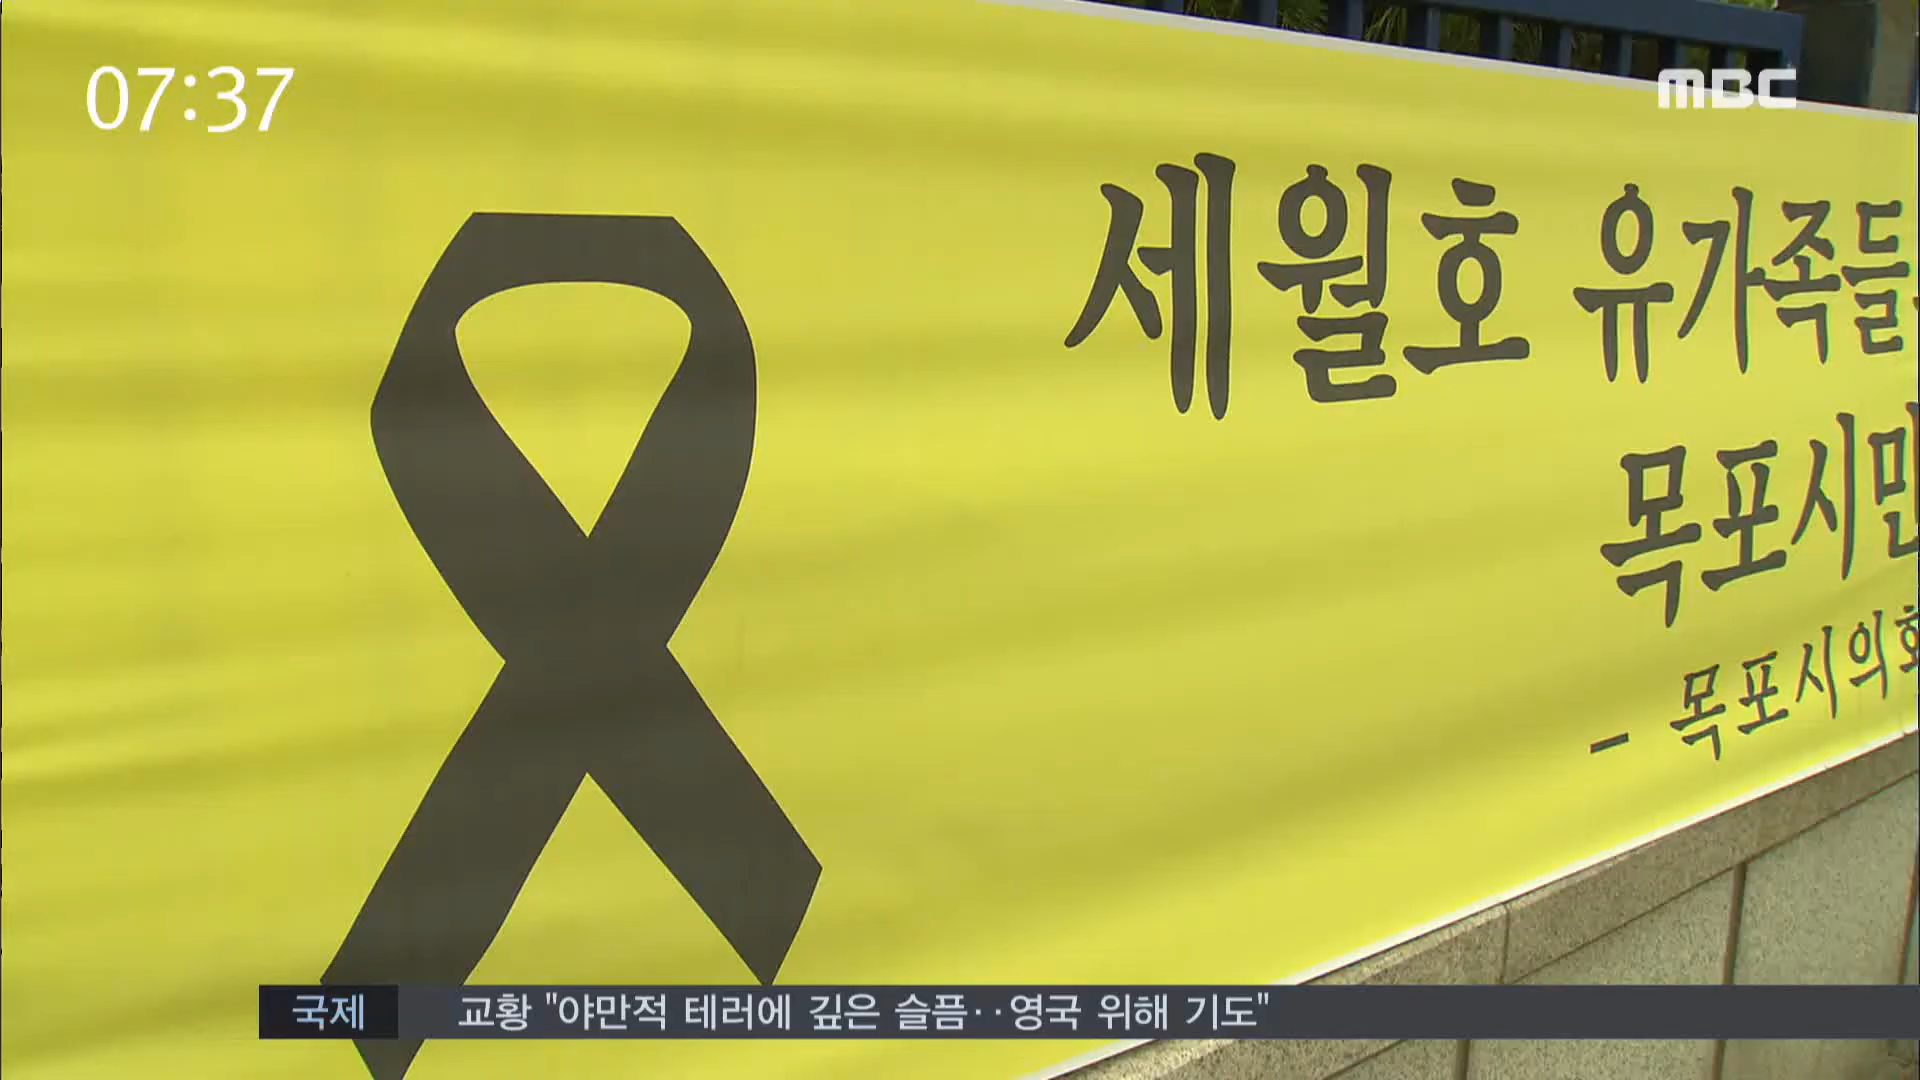 07:37
MBC
세월호 유가족들
목포시민
- 목포시의회
국제 교황 "야만적 테러에 깊은 슬픔··영국 위해 기도"